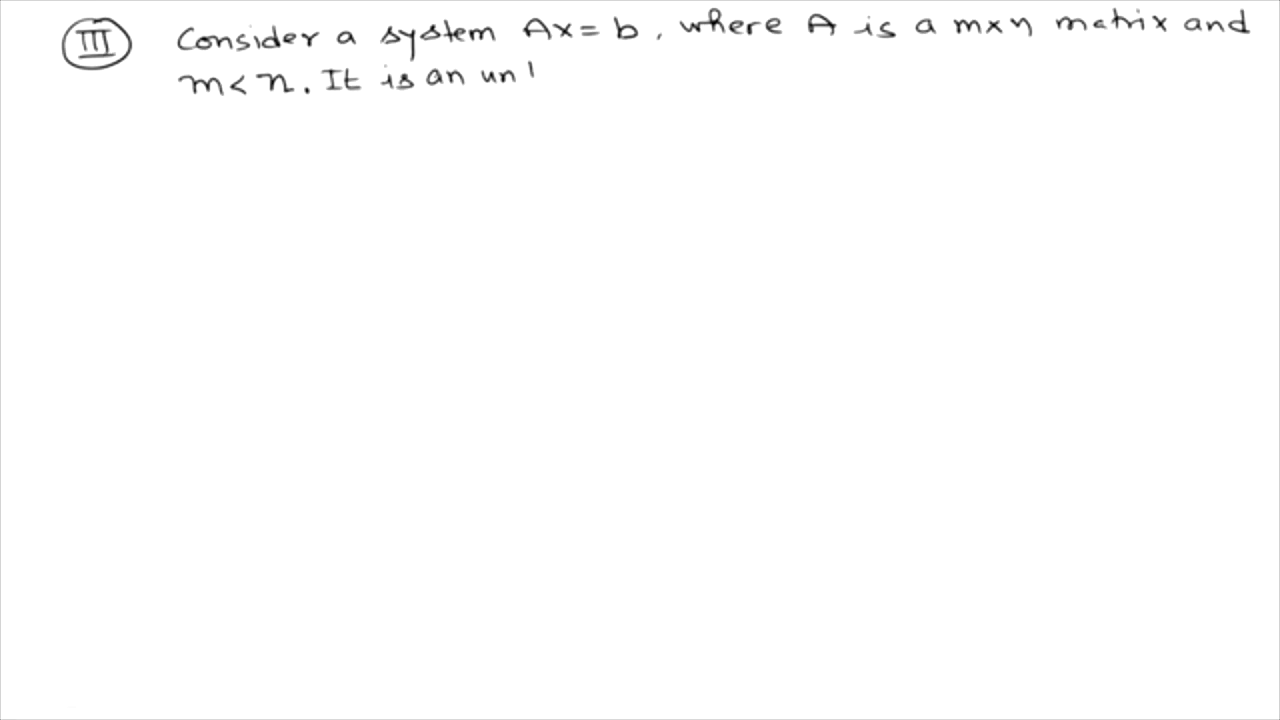 III Consider a system Ax = b, where A is a m×n matrix and
m < n. It is an un